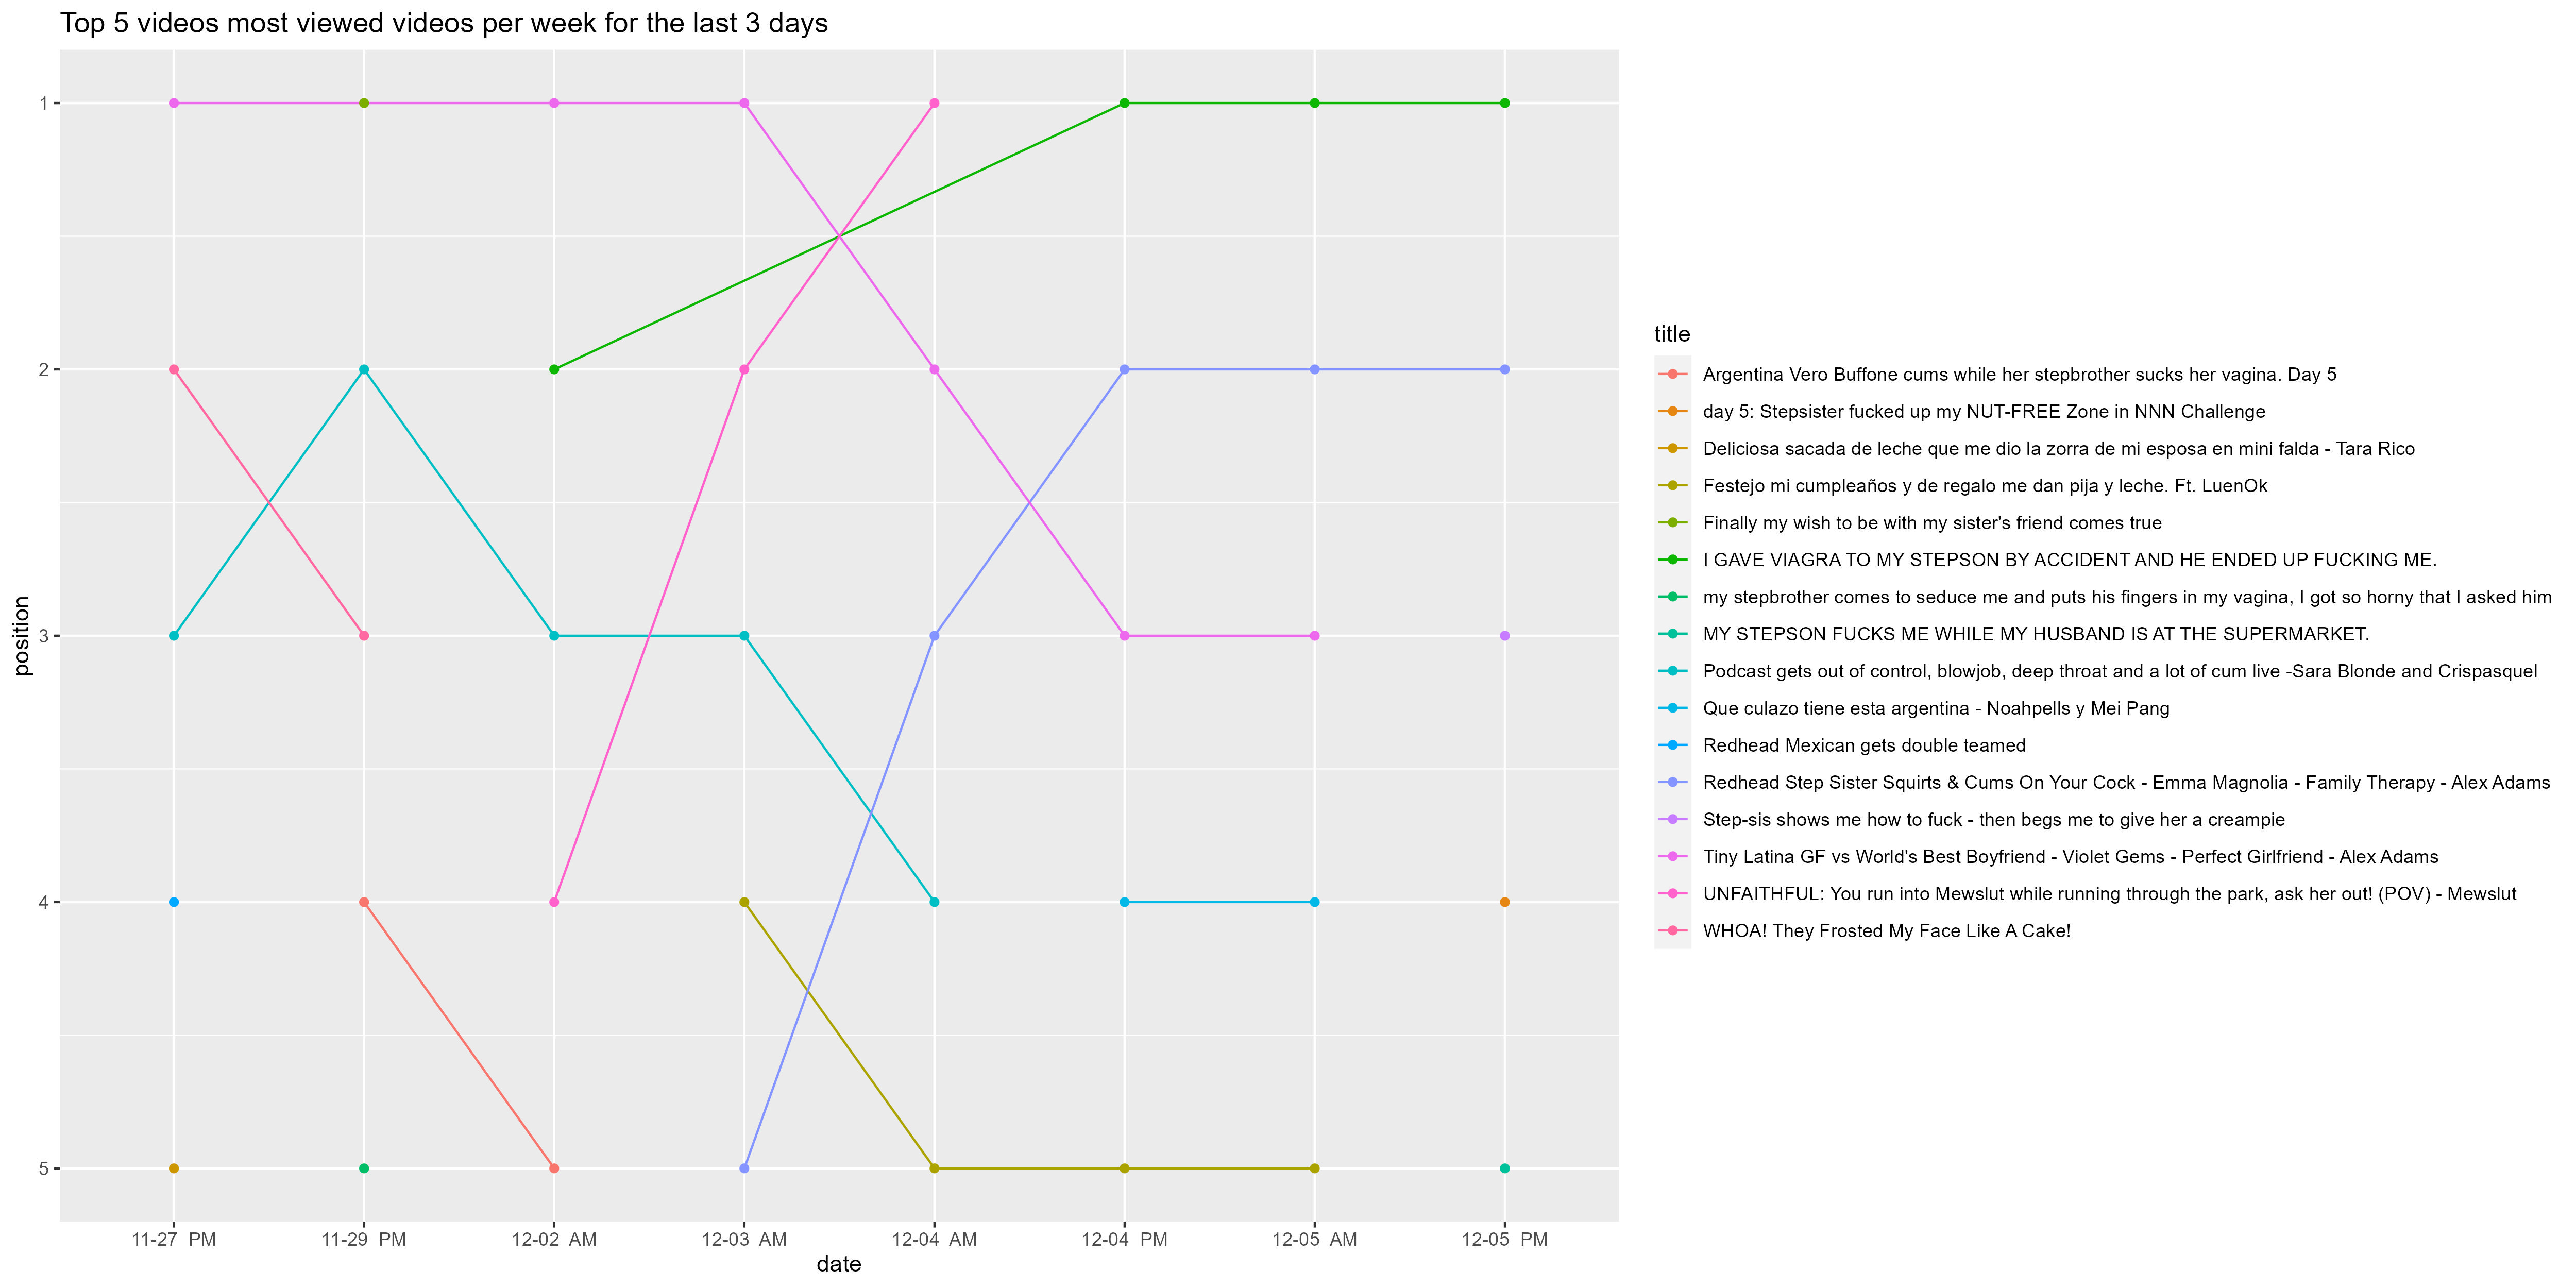 Top 5 videos most viewed videos per week for the last 3 days
position
1
2
3
4
5
11-27 PM
11-29 PM
12-02 AM
12-03 AM
12-04 AM
12-04 PM
12-05 AM
12-05 PM
date
title
Argentina Vero Buffone cums while her stepbrother sucks her vagina. Day 5
day 5: Stepsister fucked up my NUT-FREE Zone in NNN Challenge
Deliciosa sacada de leche que me dio la zorra de mi esposa en mini falda - Tara Rico
Festejo mi cumpleaños y de regalo me dan pija y leche. Ft. LuenOk
Finally my wish to be with my sister's friend comes true
I GAVE VIAGRA TO MY STEPSON BY ACCIDENT AND HE ENDED UP FUCKING ME.
my stepbrother comes to seduce me and puts his fingers in my vagina, I got so horny that I asked him
MY STEPSON FUCKS ME WHILE MY HUSBAND IS AT THE SUPERMARKET.
Podcast gets out of control, blowjob, deep throat and a lot of cum live -Sara Blonde and Crispasquel
Que culazo tiene esta argentina - Noahpells y Mei Pang
Redhead Mexican gets double teamed
Redhead Step Sister Squirts & Cums On Your Cock - Emma Magnolia - Family Therapy - Alex Adams
Step-sis shows me how to fuck - then begs me to give her a creampie
Tiny Latina GF vs World's Best Boyfriend - Violet Gems - Perfect Girlfriend - Alex Adams
UNFAITHFUL: You run into Mewslut while running through the park, ask her out! (POV) - Mewslut
WHOA! They Frosted My Face Like A Cake!